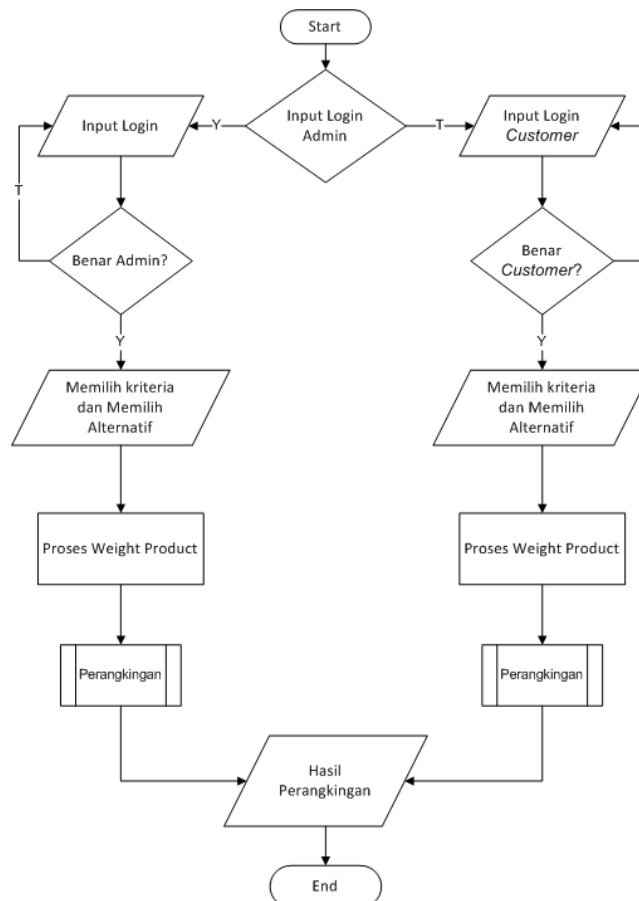 Start
Input Login
Admin
Y
T
Input Login
Input Login
Customer
T
Benar Admin?
Benar
Customer?
Y
Y
Memilih kriteria
dan Memilih
Alternatif
Memilih kriteria
dan Memilih
Alternatif
Proses Weight Product
Proses Weight Product
Perangkingan
Perangkingan
Hasil
Perangkingan
End